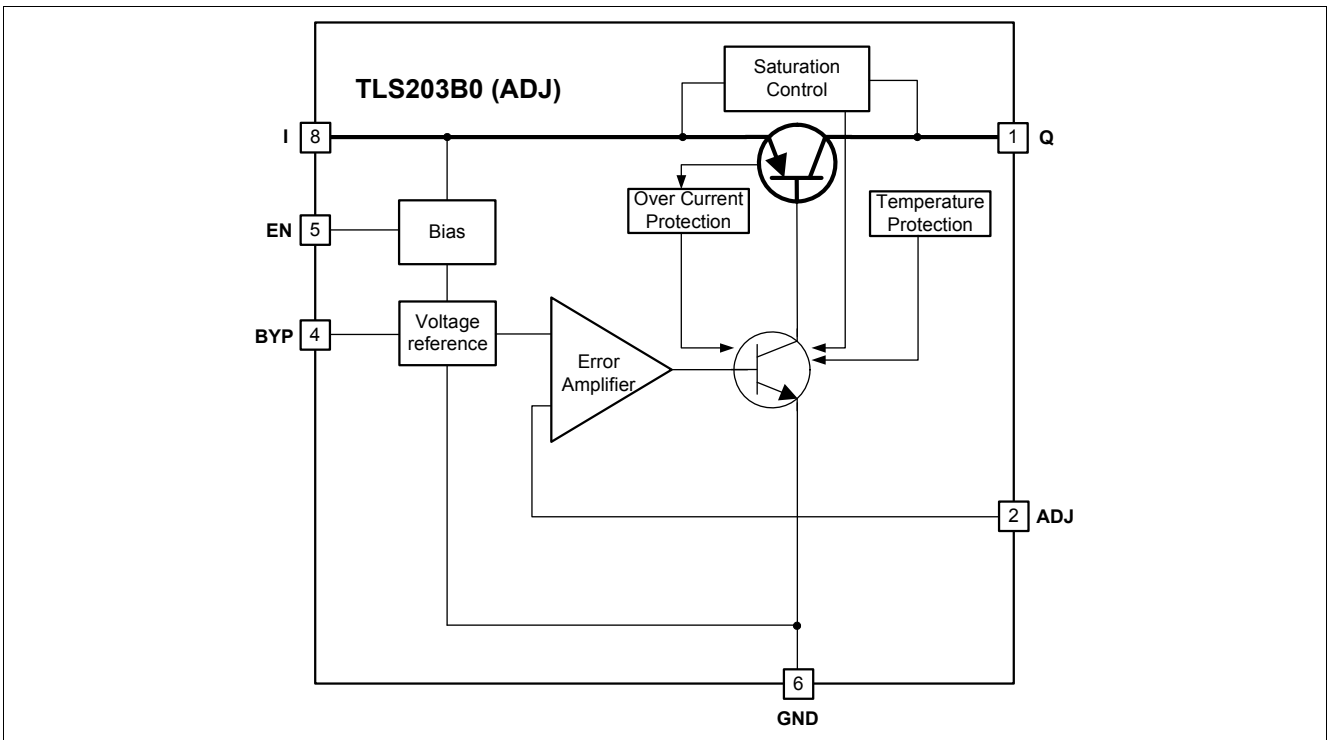 Saturation
Control
TLS203B0 (ADJ)
I 8
1 Q
Over Current
Protection
Temperature
Protection
EN 5
Bias
BYP 4
Voltage
reference
Error
Amplifier
2 ADJ
6
GND